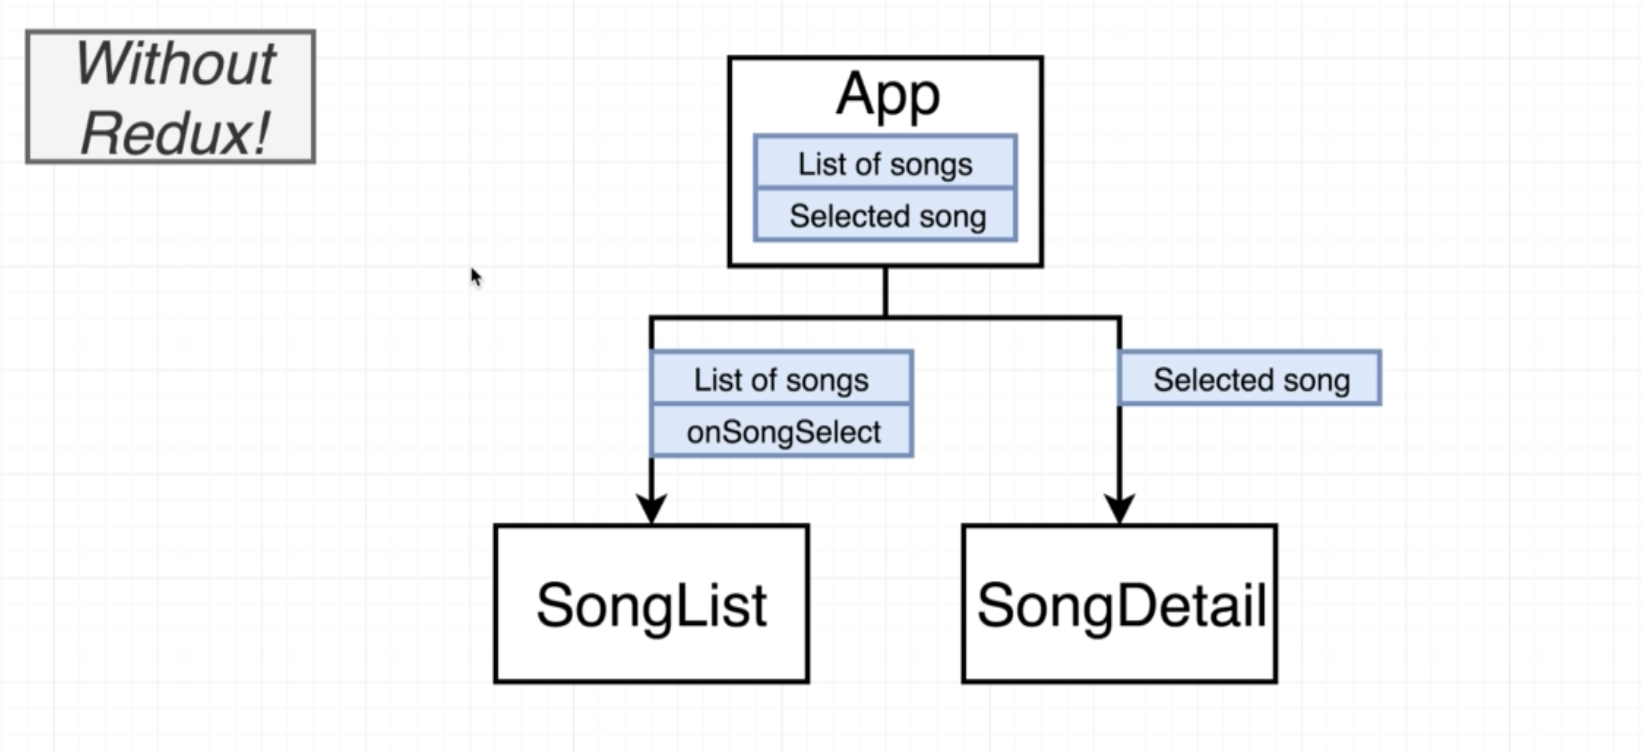 Without
Redux!
App
List of songs
Selected song
List of songs
onSongSelect
Selected song
SongList
SongDetail